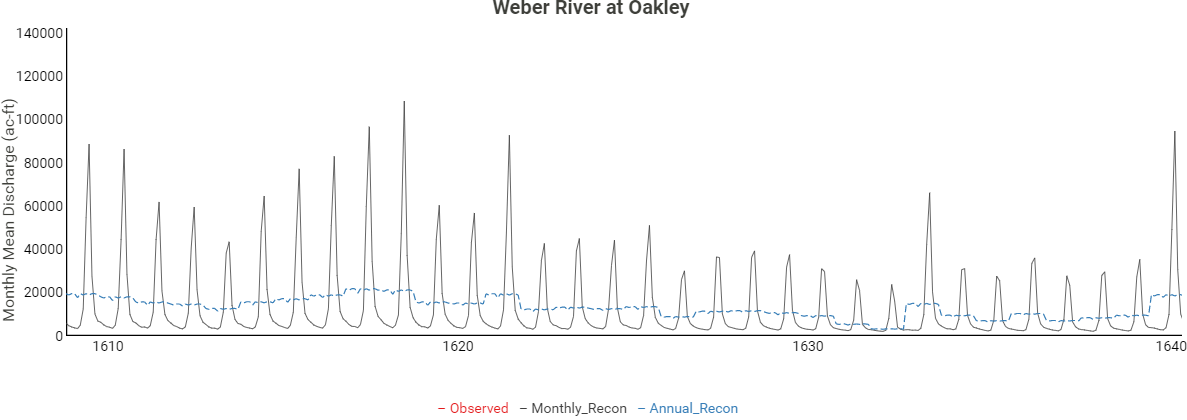 Weber River at Oakley
Monthly Mean Discharge (ac-ft)
140000
120000
100000
80000
60000
40000
20000
0
1610 1620 1630 1640
– Observed – Monthly_Recon – Annual_Recon